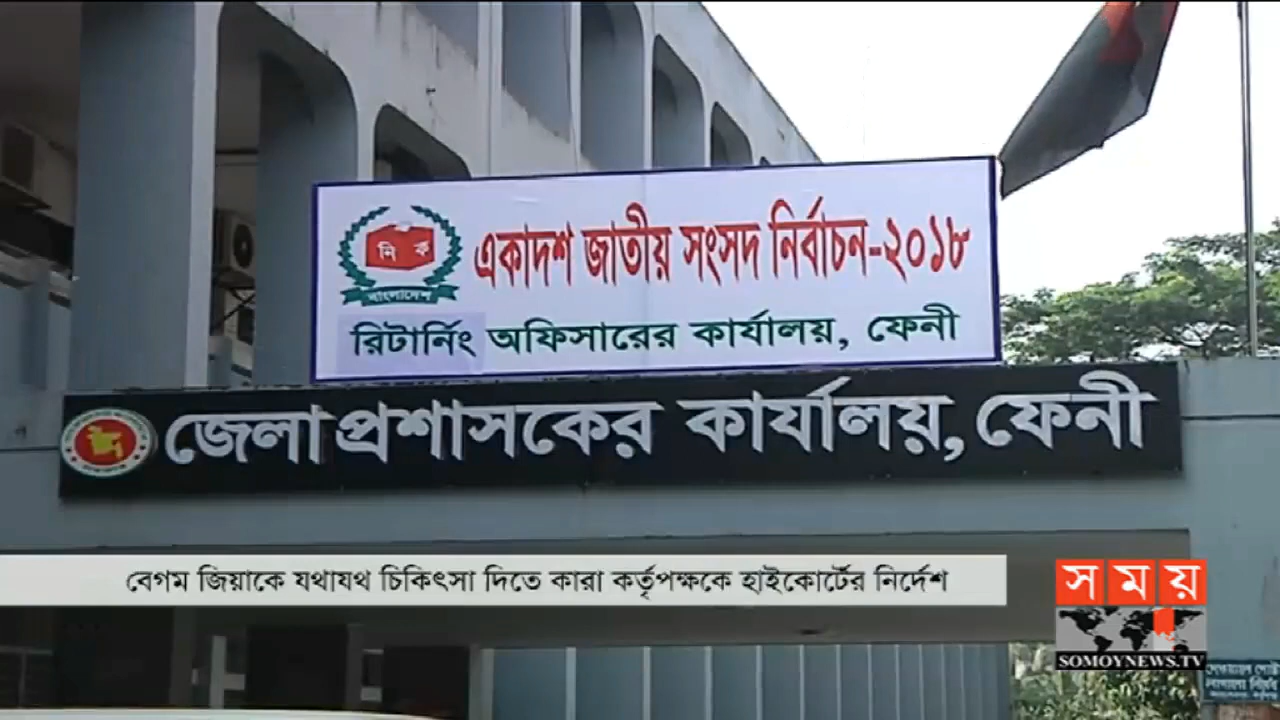 একাদশ জাতীয় সংসদ নির্বাচন-২০১৮
নি ক
বাংলাদেশ
রিটার্নিং অফিসারের কার্যালয়, ফেনী
জেলা প্রশাসকের কার্যালয়, ফেনী
বেগম জিয়াকে যথাযথ চিকিৎসা দিতে কারা কর্তৃপক্ষকে হাইকোর্টের নির্দেশ
সময়
SOMOYNEWS.TV